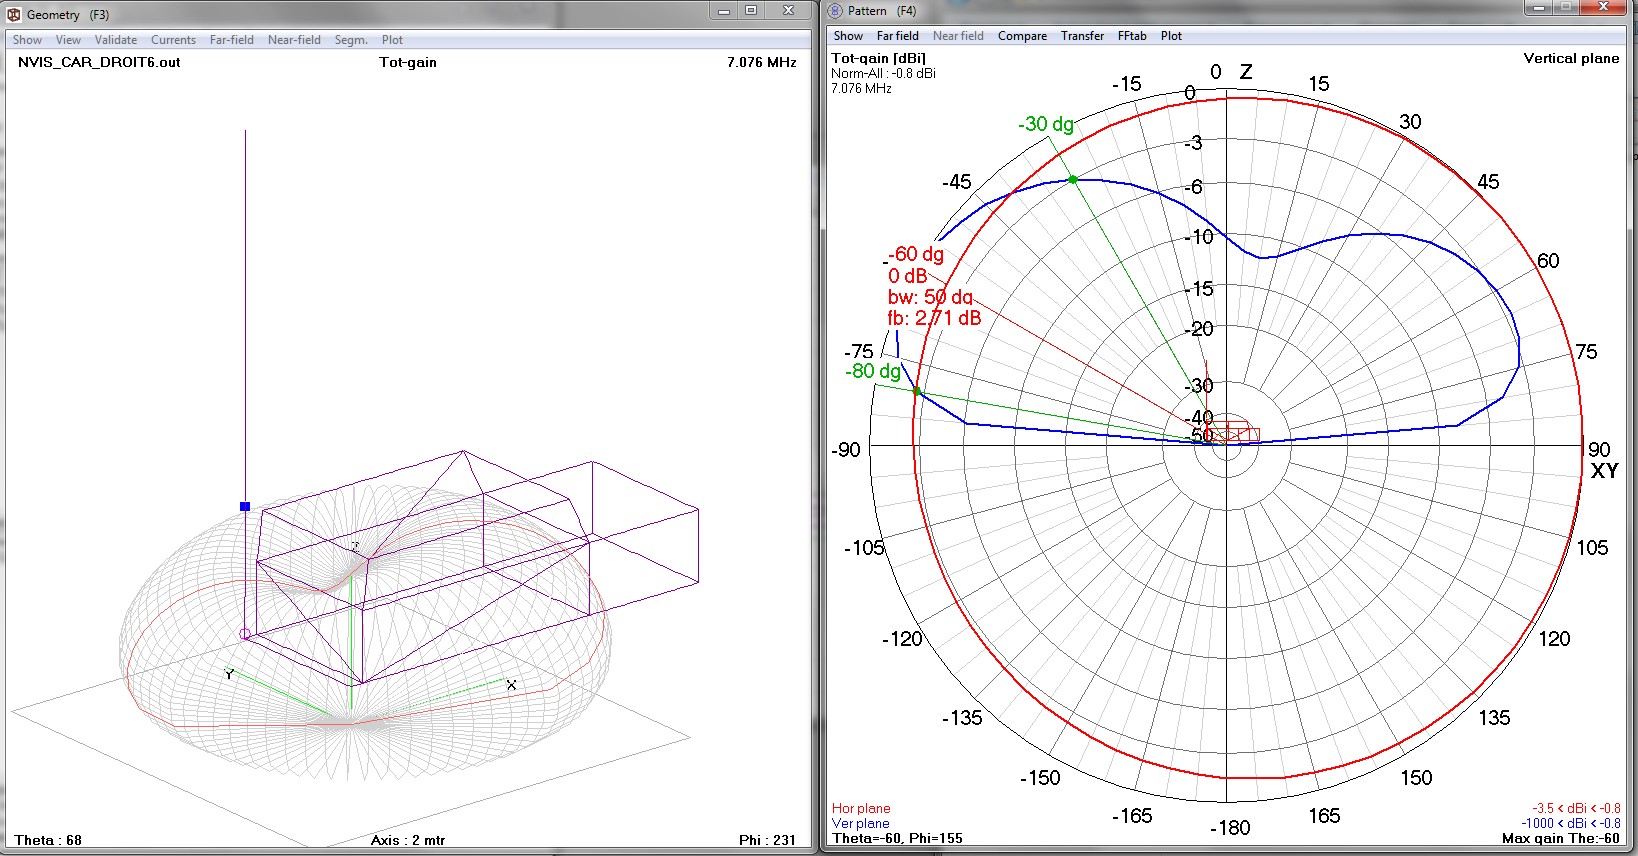 Geometry (F3)
Show View Validate Currents Far-field Near-field Segm. Plot
NVIS_CAR_DROIT6.out Tot-gain 7.076 MHz
Z
Y
X
Theta : 68 Axis : 2 mtr Phi : 231
Pattern (F4)
Show Far field Near field Compare Transfer FFtab Plot
Tot-gain [dBi] Vertical plane
Norm-All : -0.8 dBi
7.076 MHz
0 Z
-15 15
0
-30 dg 30
-3
-45 -6 45
-10
-60 dg 60
0 dB
bw: 50 dg -15
fb: 2.71 dB
-20
-75 75
-80 dg -30
-40
-50
-90 90
XY
-105 105
-120 120
-135 135
-150 150
-165 165
-180
Hor plane -3.5 < dBi < -0.8
Ver plane -1000 < dBi < -0.8
Theta=-60, Phi=155 Max gain The:-60